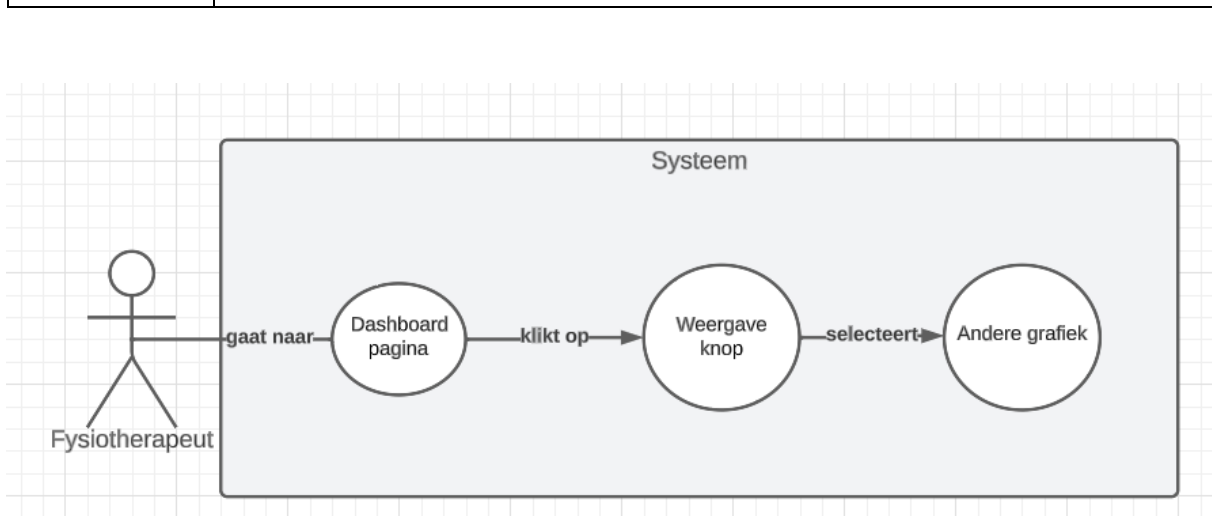 Systeem
gaat naar
Dashboard
pagina
klikt op
Weergave
knop
selecteert
Andere grafiek
Fysiotherapeut